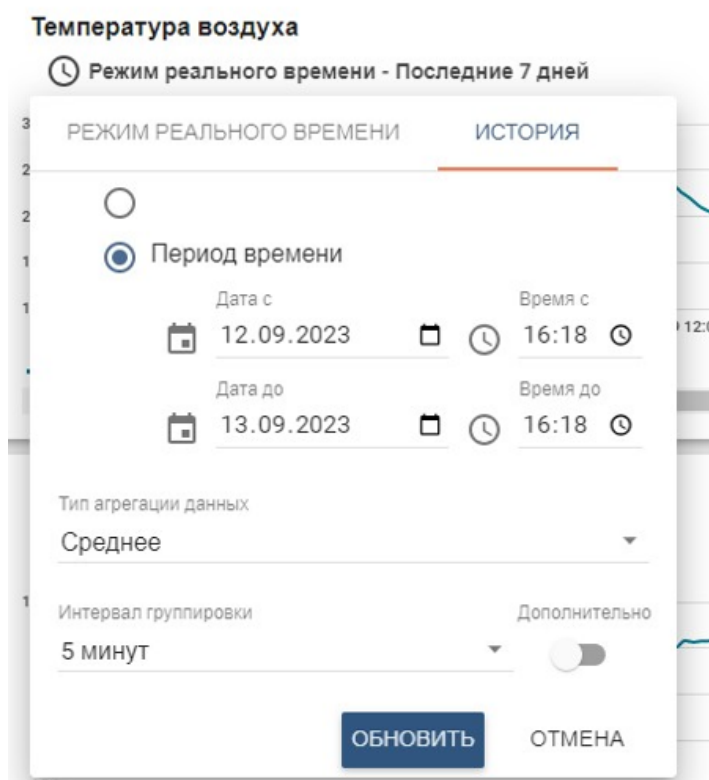 Температура воздуха
Режим реального времени - Последние 7 дней
РЕЖИМ РЕАЛЬНОГО ВРЕМЕНИ ИСТОРИЯ
Период времени
Дата с Время с
12.09.2023 16:18
Дата до Время до
13.09.2023 16:18
Тип агрегации данных
Среднее
Интервал группировки Дополнительно
5 минут
ОБНОВИТЬ ОТМЕНА